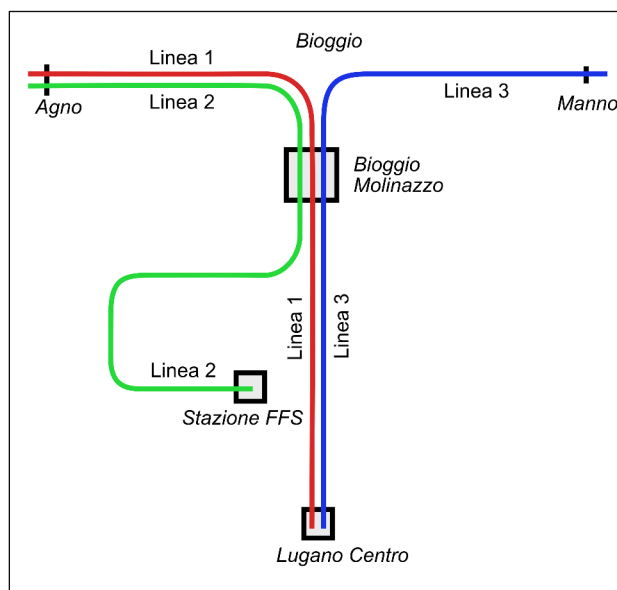 Bioggio
Linea 1
Linea 2
Linea 3
Agno
Manno
Bioggio
Molinazzo
Linea 1
Linea 3
Linea 2
Stazione FFS
Lugano Centro